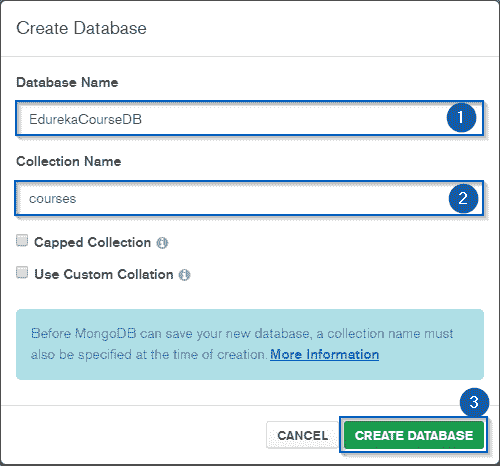 Create Database
Database Name
EdurekaCourseDB
1
Collection Name
courses
2
Capped Collection
Use Custom Collation
Before MongoDB can save your new database, a collection name must
also be specified at the time of creation. More Information
3
CANCEL CREATE DATABASE